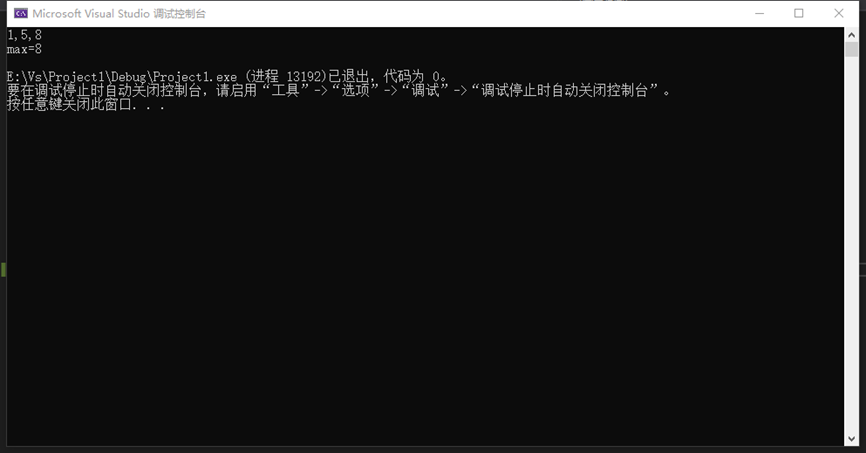 Microsoft Visual Studio 调试控制台
1,5,8
max=8
E:\Vs\Project1\Debug\Project1.exe (进程 13192)已退出，代码为 0。
要在调试停止时自动关闭控制台，请启用“工具”->“选项”->“调试”->“调试停止时自动关闭控制台”。
按任意键关闭此窗口. . .